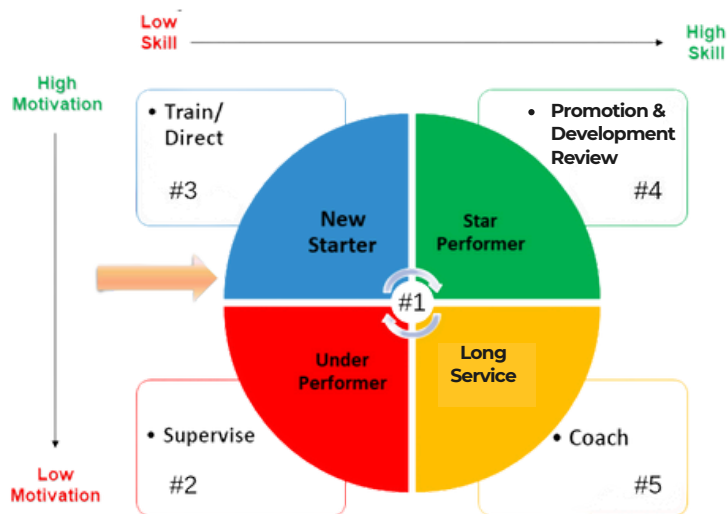 Low
Skill
High
Skill
High
Motivation
• Train/
Direct
#3
• Promotion &
Development
Review
#4
New
Starter
Star
Performer
#1
Under
Performer
Long
Service
• Supervise
#2
• Coach
#5
Low
Motivation